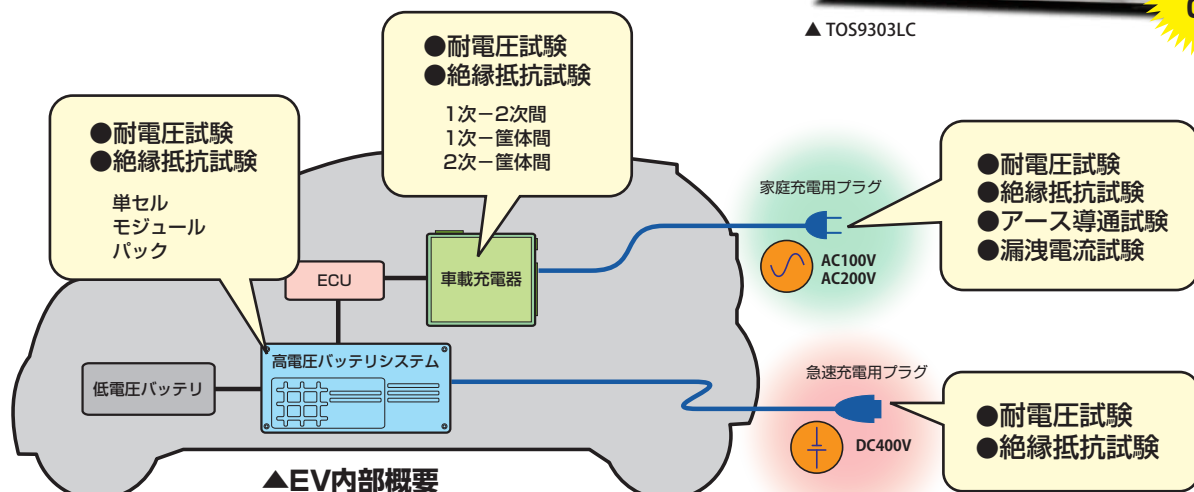 ▲ TOS9303LC
●耐電圧試験
●絶縁抵抗試験
1次−2次間
1次−筐体間
2次−筐体間
●耐電圧試験
●絶縁抵抗試験
単セル
モジュール
パック
家庭充電用プラグ
AC100V
AC200V
●耐電圧試験
●絶縁抵抗試験
●アース導通試験
●漏洩電流試験
ECU
車載充電器
高電圧バッテリシステム
低電圧バッテリ
急速充電用プラグ
DC400V
●耐電圧試験
●絶縁抵抗試験
▲EV内部概要